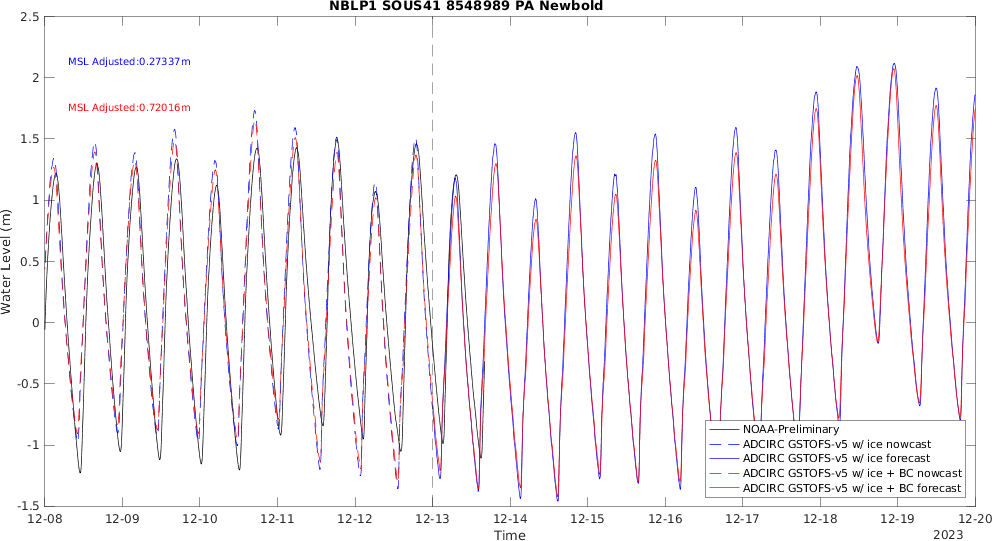 NBLP1 SOUS41 8548989 PA Newbold
2.5
2
1.5
1
0.5
0
-0.5
-1
-1.5
Water Level (m)
MSL Adjusted:0.27337m
MSL Adjusted:0.72016m
NOAA-Preliminary
ADCIRC GSTOFS-v5 w/ ice nowcast
ADCIRC GSTOFS-v5 w/ ice forecast
ADCIRC GSTOFS-v5 w/ ice + BC nowcast
ADCIRC GSTOFS-v5 w/ ice + BC forecast
12-08 12-09 12-10 12-11 12-12 12-13 12-14 12-15 12-16 12-17 12-18 12-19 12-20
Time
2023